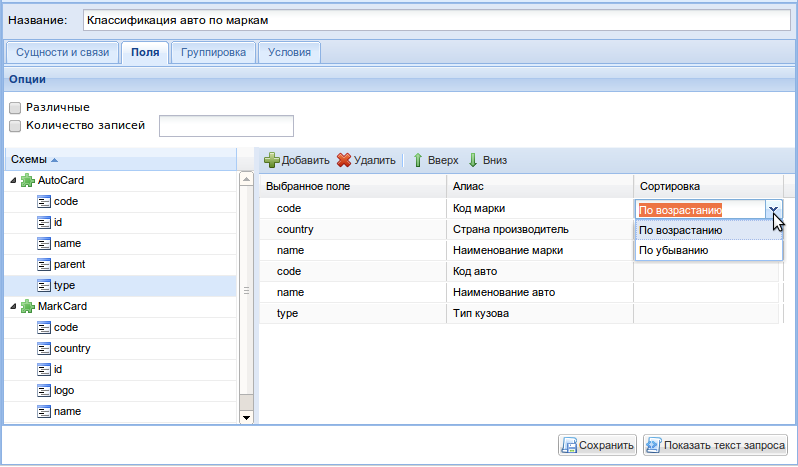 Название: Классификация авто по маркам
Сущности и связи Поля Группировка Условия
Опции
Различные
Количество записей
Схемы
AutoCard
code
id
name
parent
type
MarkCard
code
country
id
logo
name
Добавить Удалить Вверх Вниз
Выбранное поле Алиас Сортировка
code Код марки По возрастанию
country Страна производитель По возрастанию
name Наименование марки По убыванию
code Код авто
name Наименование авто
type Тип кузова
Сохранить Показать текст запроса